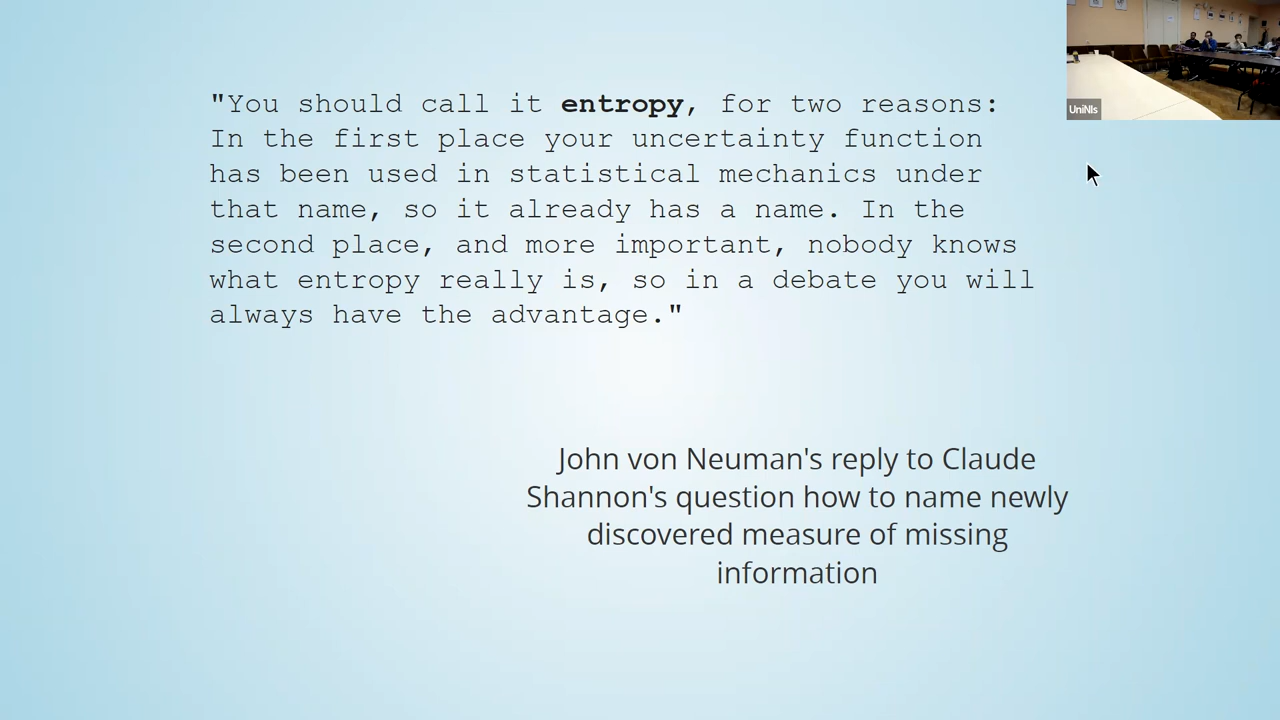 "You should call it entropy, for two reasons:
In the first place your uncertainty function
has been used in statistical mechanics under
that name, so it already has a name. In the
second place, and more important, nobody knows
what entropy really is, so in a debate you will
always have the advantage."
John von Neuman's reply to Claude
Shannon's question how to name newly
discovered measure of missing
information
UniNIs